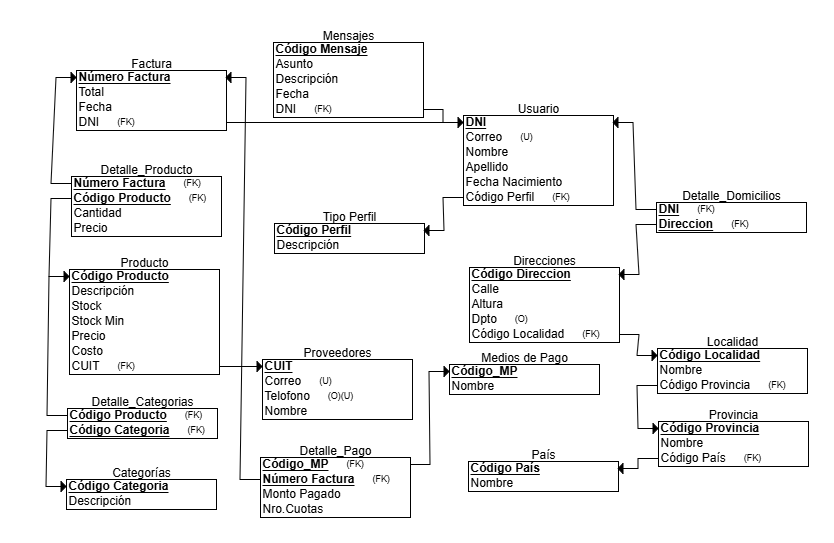 Mensajes
Código Mensaje
Asunto
Descripción
Fecha
DNI (FK)
Factura
Número Factura
Total
Fecha
DNI (FK)
Usuario
DNI
Correo (U)
Nombre
Apellido
Fecha Nacimiento
Código Perfil (FK)
Detalle_Producto
Número Factura (FK)
Código Producto (FK)
Cantidad
Precio
Tipo Perfil
Código Perfil
Descripción
Detalle_Domicilios
DNI (FK)
Direccion (FK)
Producto
Código Producto
Descripción
Stock
Stock Min
Precio
Costo
CUIT (FK)
Direcciones
Código Direccion
Calle
Altura
Dpto (O)
Código Localidad (FK)
Proveedores
CUIT
Correo (U)
Telofono (O)(U)
Nombre
Medios de Pago
Código_MP
Nombre
Localidad
Código Localidad
Nombre
Código Provincia (FK)
Detalle_Categorias
Código Producto (FK)
Código Categoria (FK)
Provincia
Código Provincia
Nombre
Código País (FK)
Detalle_Pago
Código_MP (FK)
Número Factura (FK)
Monto Pagado
Nro.Cuotas
País
Código País
Nombre
Categorías
Código Categoria
Descripción